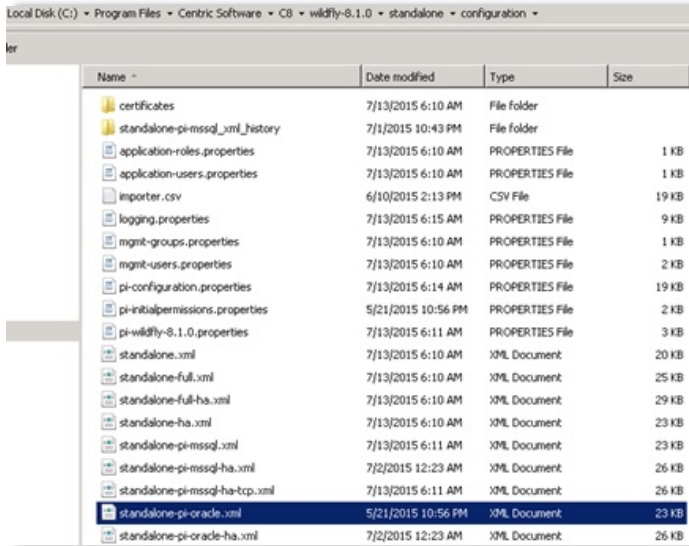 Local Disk (C:) ▾ Program Files ▾ Centric Software ▾ C8 ▾ wildfly-8.1.0 ▾ standalone ▾ configuration ▾
er
Name Date modified Type Size
certificates 7/13/2015 6:10 AM File folder
standalone-pi-mssql_xml_history 7/1/2015 10:43 PM File folder
application-roles.properties 7/13/2015 6:10 AM PROPERTIES File 1 KB
application-users.properties 7/13/2015 6:10 AM PROPERTIES File 1 KB
importer.csv 6/10/2015 2:13 PM CSV File 19 KB
logging.properties 7/13/2015 6:15 AM PROPERTIES File 9 KB
mgmt-groups.properties 7/13/2015 6:10 AM PROPERTIES File 1 KB
mgmt-users.properties 7/13/2015 6:10 AM PROPERTIES File 2 KB
pi-configuration.properties 7/13/2015 6:14 AM PROPERTIES File 19 KB
pi-initialpermissions.properties 5/21/2015 10:56 PM PROPERTIES File 2 KB
pi-wildfly-8.1.0.properties 7/13/2015 6:11 AM PROPERTIES File 3 KB
standalone.xml 7/13/2015 6:10 AM XML Document 20 KB
standalone-full.xml 7/13/2015 6:10 AM XML Document 25 KB
standalone-full-ha.xml 7/13/2015 6:10 AM XML Document 29 KB
standalone-ha.xml 7/13/2015 6:10 AM XML Document 23 KB
standalone-pi-mssql.xml 7/13/2015 6:11 AM XML Document 23 KB
standalone-pi-mssql-ha.xml 7/2/2015 12:23 AM XML Document 26 KB
standalone-pi-mssql-ha-tcp.xml 7/13/2015 6:11 AM XML Document 26 KB
standalone-pi-oracle.xml 5/21/2015 10:56 PM XML Document 23 KB
standalone-pi-oracle-ha.xml 7/2/2015 12:23 AM XML Document 26 KB